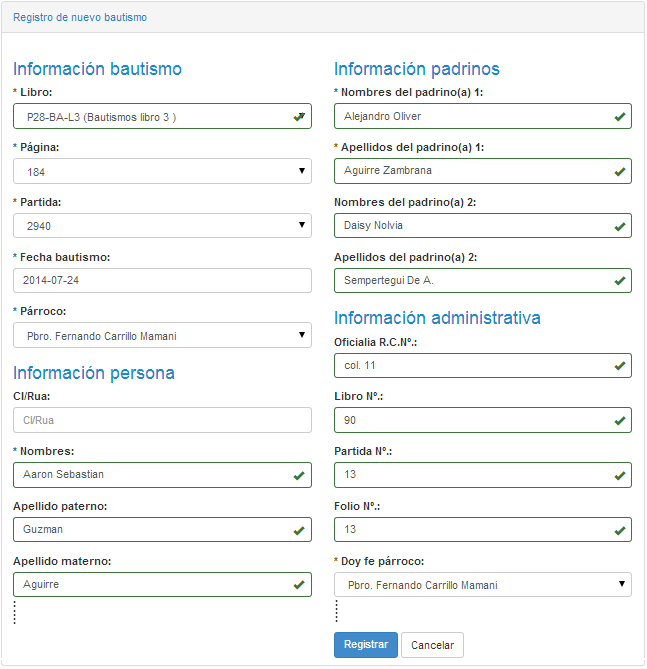 Registro de nuevo bautismo
Información bautismo
* Libro:
P28-BA-L3 (Bautismos libro 3 )
* Página:
184
* Partida:
2940
* Fecha bautismo:
2014-07-24
* Párroco:
Pbro. Fernando Carrillo Mamani
Información persona
CI/Rua:
CI/Rua
* Nombres:
Aaron Sebastian
Apellido paterno:
Guzman
Apellido materno:
Aguirre
Información padrinos
* Nombres del padrino(a) 1:
Alejandro Oliver
* Apellidos del padrino(a) 1:
Aguirre Zambrana
Nombres del padrino(a) 2:
Daisy Nolvia
Apellidos del padrino(a) 2:
Sempertegui De A.
Información administrativa
Oficialia R.C.Nº.:
col. 11
Libro Nº.:
90
Partida Nº.:
13
Folio Nº.:
13
* Doy fe párroco:
Pbro. Fernando Carrillo Mamani
Registrar Cancelar